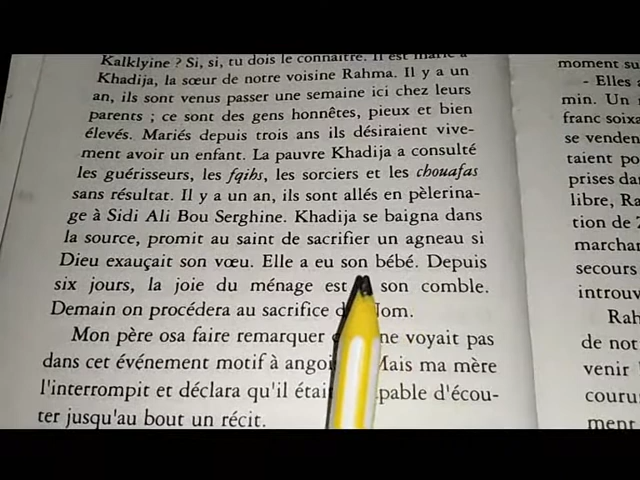 Kalklyine ? Si, si, tu dois le connaître. Il est marié à
Khadija, la sœur de notre voisine Rahma. Il y a un
an, ils sont venus passer une semaine ici chez leurs
parents ; ce sont des gens honnêtes, pieux et bien
élevés. Mariés depuis trois ans ils désiraient vive-
ment avoir un enfant. La pauvre Khadija a consulté
les guérisseurs, les fqihs, les sorciers et les chouafas
sans résultat. Il y a un an, ils sont allés en pèlerina-
ge à Sidi Ali Bou Serghine. Khadija se baigna dans
la source, promit au saint de sacrifier un agneau si
Dieu exauçait son vœu. Elle a eu son bébé. Depuis
six jours, la joie du ménage est son comble.
Demain on procédera au sacrifice Nom.
Mon père osa faire remarquer ne voyait pas
dans cet événement motif à Mais ma mère
l'interrompit et déclara qu'il d'écou-
ter jusqu'au bout un récit.
moment su
- Elles a
min. Un
franc soixa
se venden
taient po
prises da
libre, Ra
tion de 2
marchan
secours
introuv
Rah
de not
venir
couru
ment